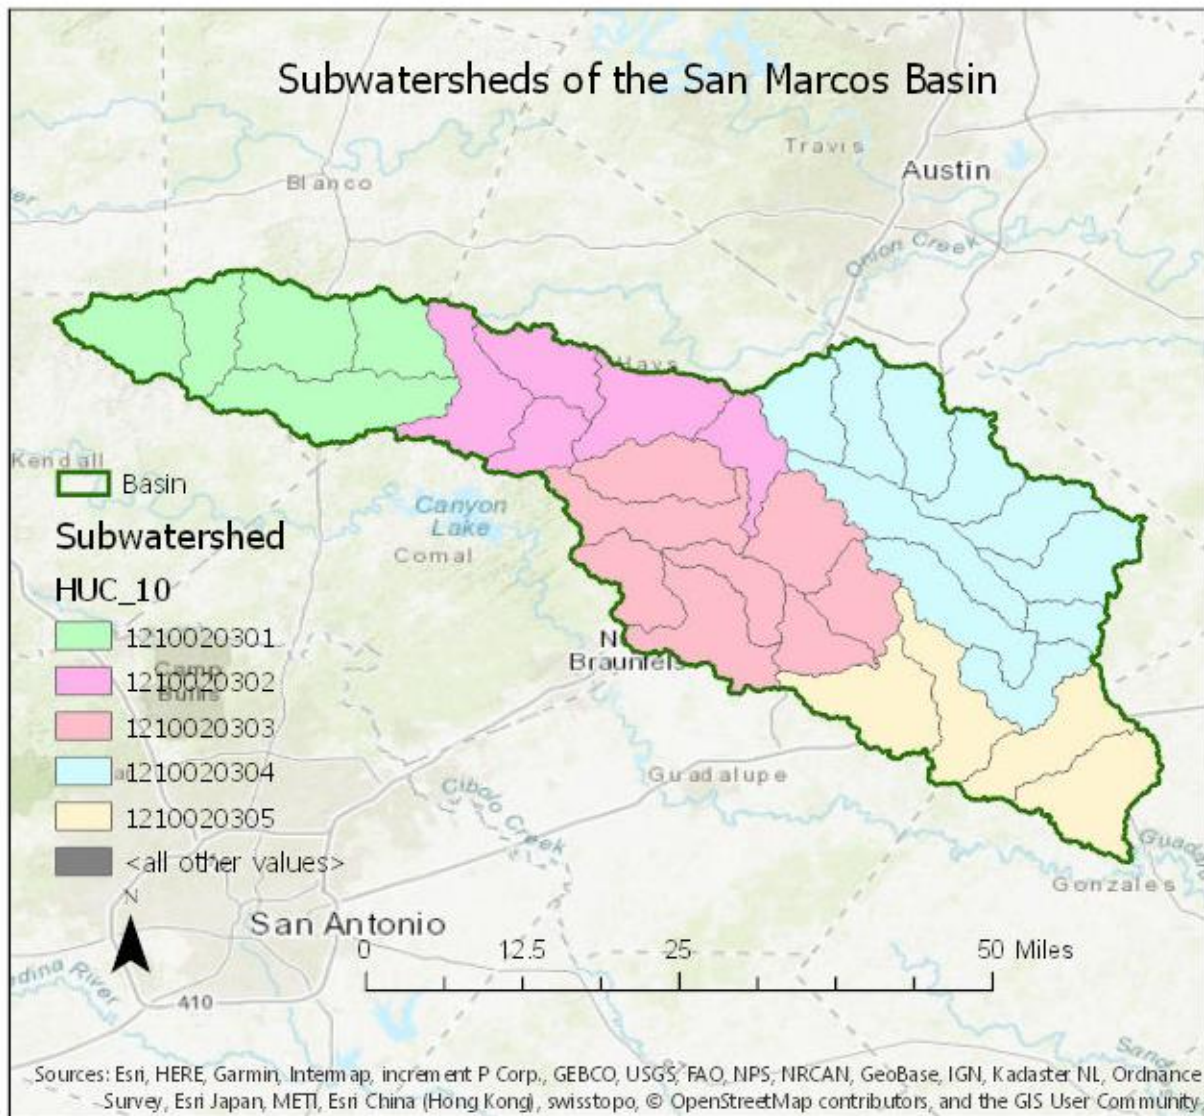 Subwatersheds of the San Marcos Basin
Travis
Austin
Blanco
Onion Creek
Hays
Kendall
Basin
Canyon
Lake
Comal
Subwatershed
HUC_10
1210020301
Camp
Bullis
1210020302
Braunfels
1210020303
1210020304
Guadalupe
Cibolo Creek
1210020305
<all other values>
Gonzales
N
San Antonio
0 12.5 25 50 Miles
River
410
Sources: Esri, HERE, Garmin, Intermap, increment P Corp., GEBCO, USGS, FAO, NPS, NRCAN, GeoBase, IGN, Kadaster NL, Ordnance
Survey, Esri Japan, METI, Esri China (Hong Kong), swisstopo, © OpenStreetMap contributors, and the GIS User Community